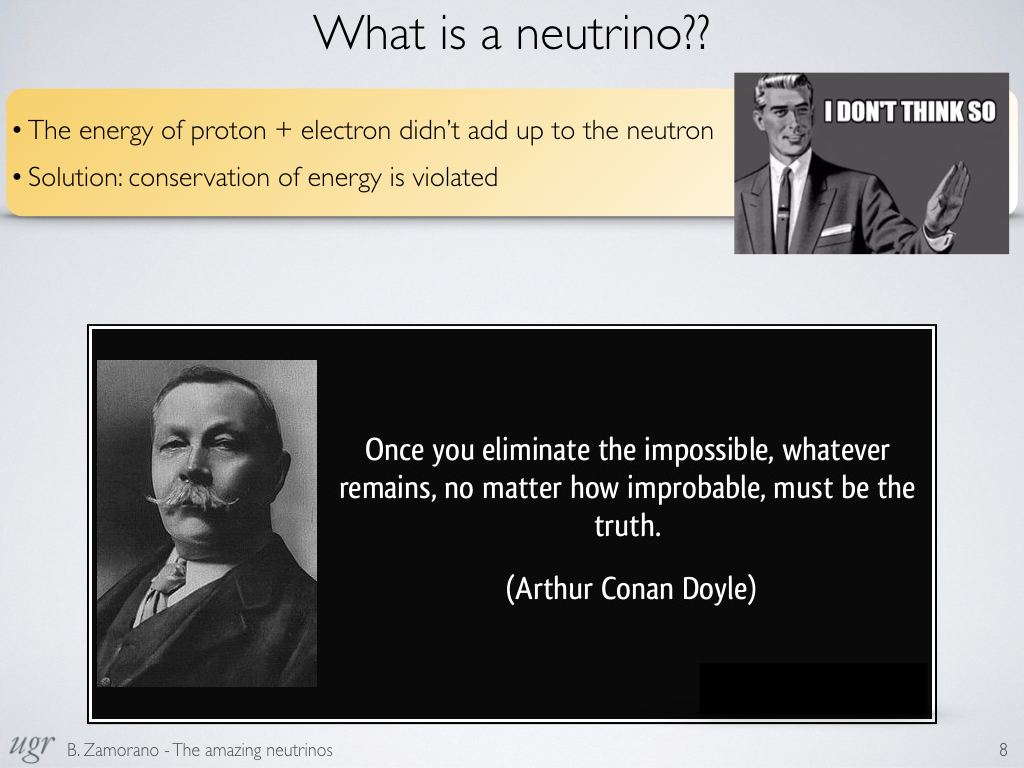 What is a neutrino??
• The energy of proton + electron didn't add up to the neutron
• Solution: conservation of energy is violated
I DON'T THINK SO
Once you eliminate the impossible, whatever
remains, no matter how improbable, must be the
truth.
(Arthur Conan Doyle)
ugr B. Zamorano - The amazing neutrinos 8